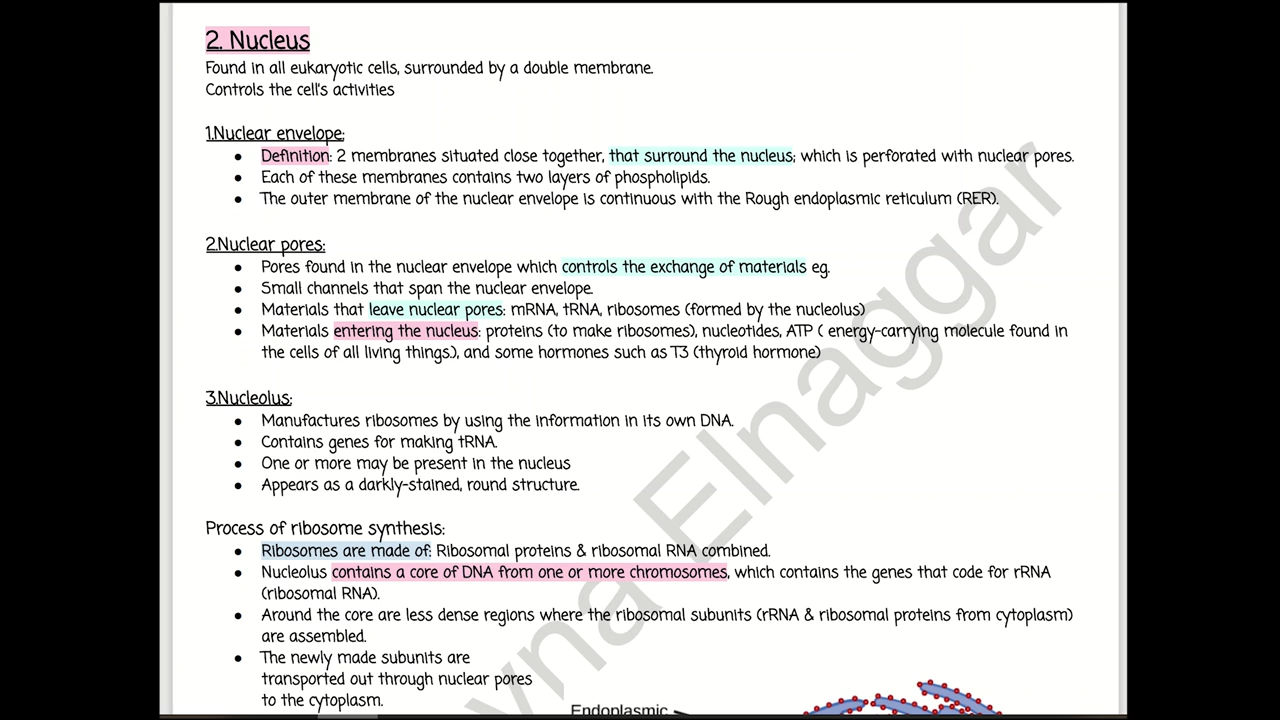 2. Nucleus
Found in all eukaryotic cells, surrounded by a double membrane.
Controls the cell's activities
1.Nuclear envelope:
● Definition: 2 membranes situated close together, that surround the nucleus; which is perforated with nuclear pores.
● Each of these membranes contains two layers of phospholipids.
● The outer membrane of the nuclear envelope is continuous with the Rough endoplasmic reticulum (RER).
2.Nuclear pores:
● Pores found in the nuclear envelope which controls the exchange of materials eg.
● Small channels that span the nuclear envelope.
● Materials that leave nuclear pores: mRNA, tRNA, ribosomes (formed by the nucleolus)
● Materials entering the nucleus: proteins (to make ribosomes), nucleotides, ATP ( energy-carrying molecule found in
the cells of all living things), and some hormones such as T3 (thyroid hormone)
3.Nucleolus:
● Manufactures ribosomes by using the information in its own DNA.
● Contains genes for making tRNA.
● One or more may be present in the nucleus
● Appears as a darkly-stained, round structure.
Process of ribosome synthesis:
● Ribosomes are made of: Ribosomal proteins & ribosomal RNA combined.
● Nucleolus contains a core of DNA from one or more chromosomes, which contains the genes that code for rRNA
(ribosomal RNA).
● Around the core are less dense regions where the ribosomal subunits (rRNA & ribosomal proteins from cytoplasm)
are assembled.
● The newly made subunits are
transported out through nuclear pores
to the cytoplasm.
Endoplasmic
Elnaggar